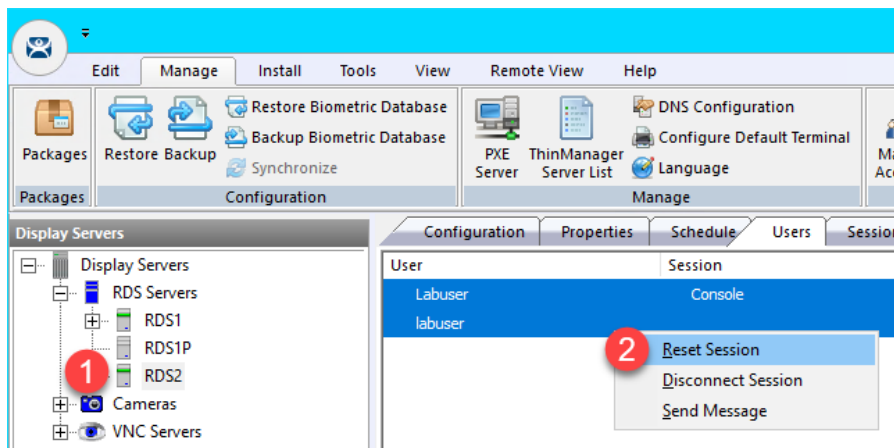 Edit Manage Install Tools View Remote View Help
Restore Biometric Database
Backup Biometric Database
Synchronize
Packages
Restore Backup
PXE Server
ThinManager Server List
DNS Configuration
Configure Default Terminal
Language
Packages Configuration Manage
Display Servers
Configuration Properties Schedule Users
Display Servers
RDS Servers
RDS1
RDS1P
1
RDS2
Cameras
VNC Servers
User Session
Labuser Console
labuser
2
Reset Session
Disconnect Session
Send Message